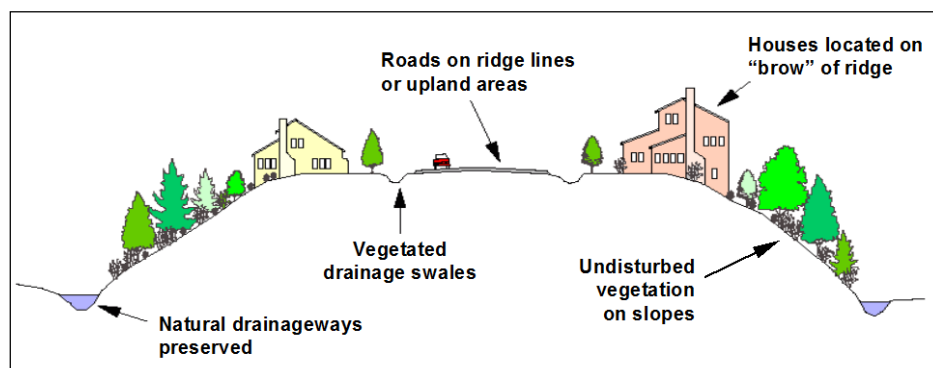 Roads on ridge lines
or upland areas
Houses located on
“brow” of ridge
Vegetated
drainage swales
Undisturbed
vegetation
on slopes
Natural drainageways
preserved